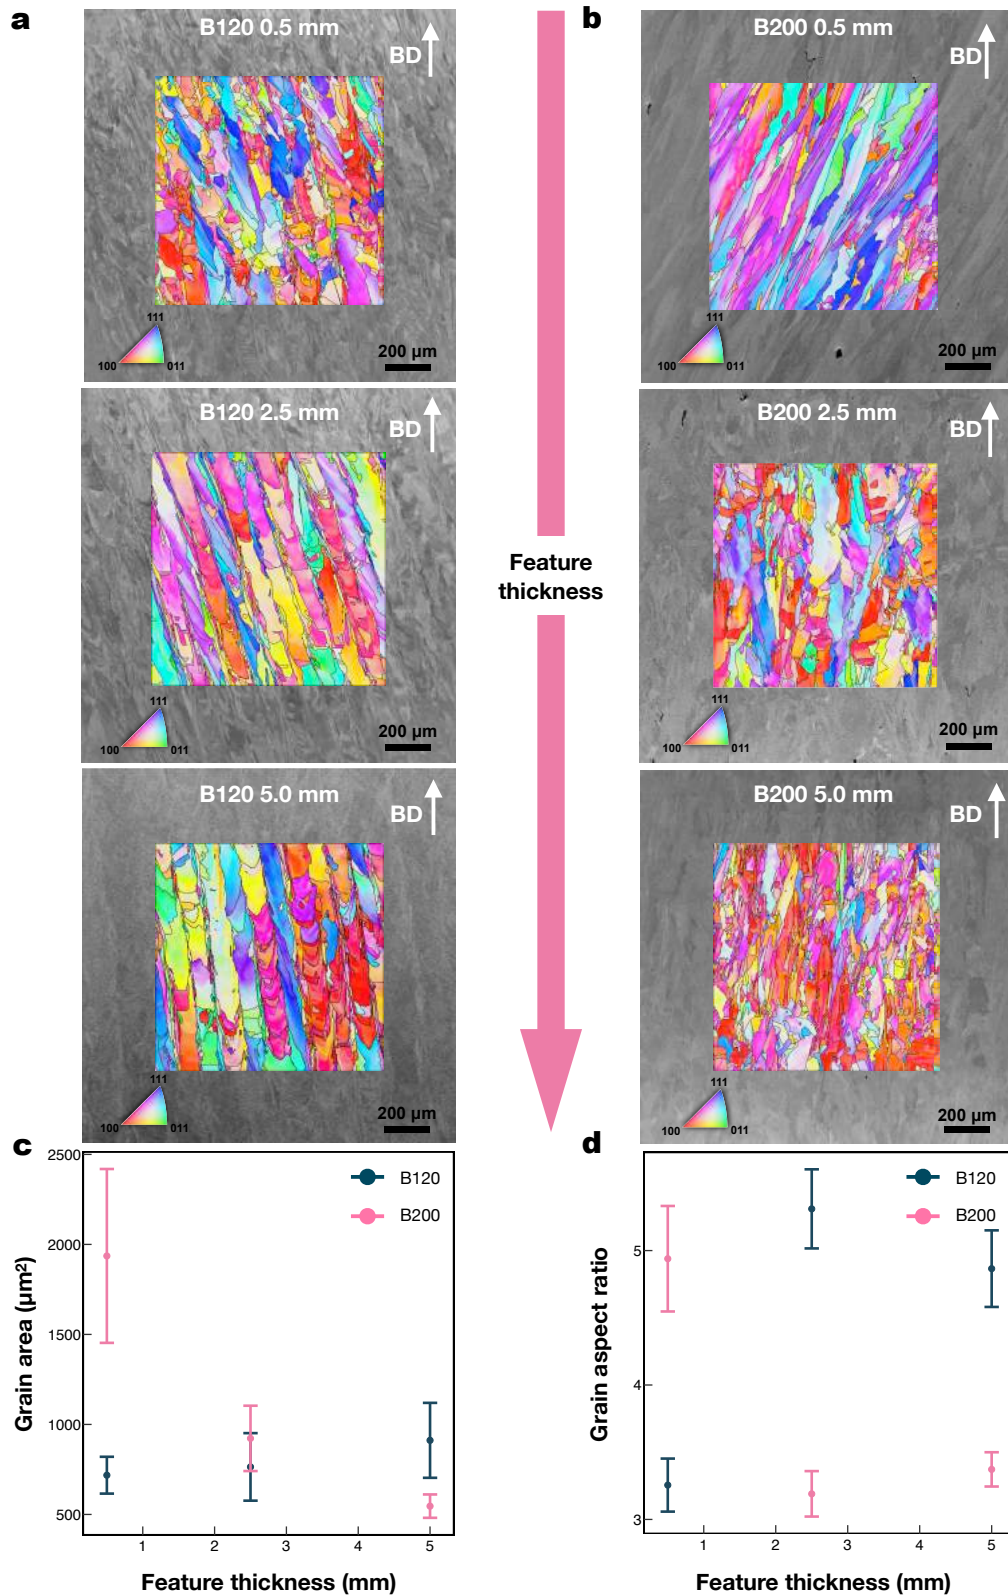 a
B120 0.5 mm
BD
111
100
011
200 µm
B120 2.5 mm
BD
111
100
011
200 µm
B120 5.0 mm
BD
111
100
011
200 µm
Feature
thickness
b
B200 0.5 mm
BD
111
100
011
200 µm
B200 2.5 mm
BD
111
100
011
200 µm
B200 5.0 mm
BD
111
100
011
200 µm
c
B120
B200
Grain area (µm²)
2500
2000
1500
1000
500
1 2 3 4 5
Feature thickness (mm)
d
B120
B200
Grain aspect ratio
5
4
3
1 2 3 4 5
Feature thickness (mm)